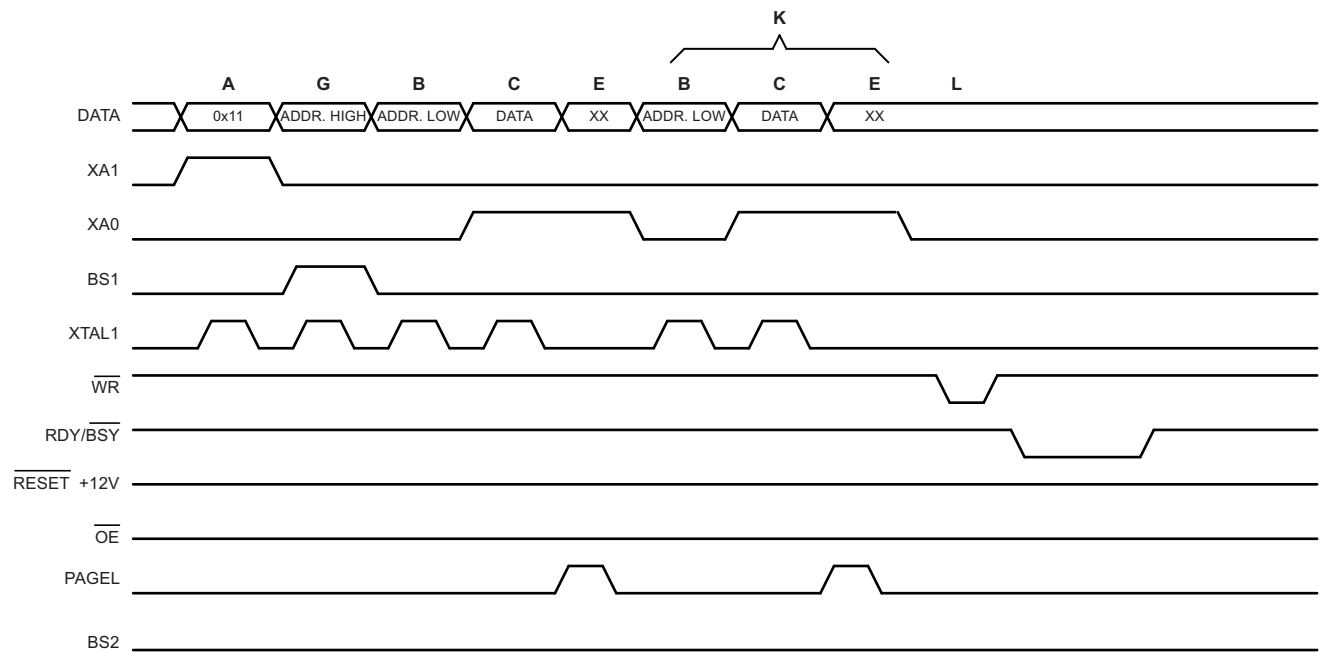 K
A G B C E B C E L
DATA 0x11 ADDR. HIGH ADDR. LOW DATA XX ADDR. LOW DATA XX
XA1
XA0
BS1
XTAL1
WR
RDY/BSY
RESET +12V
OE
PAGEL
BS2